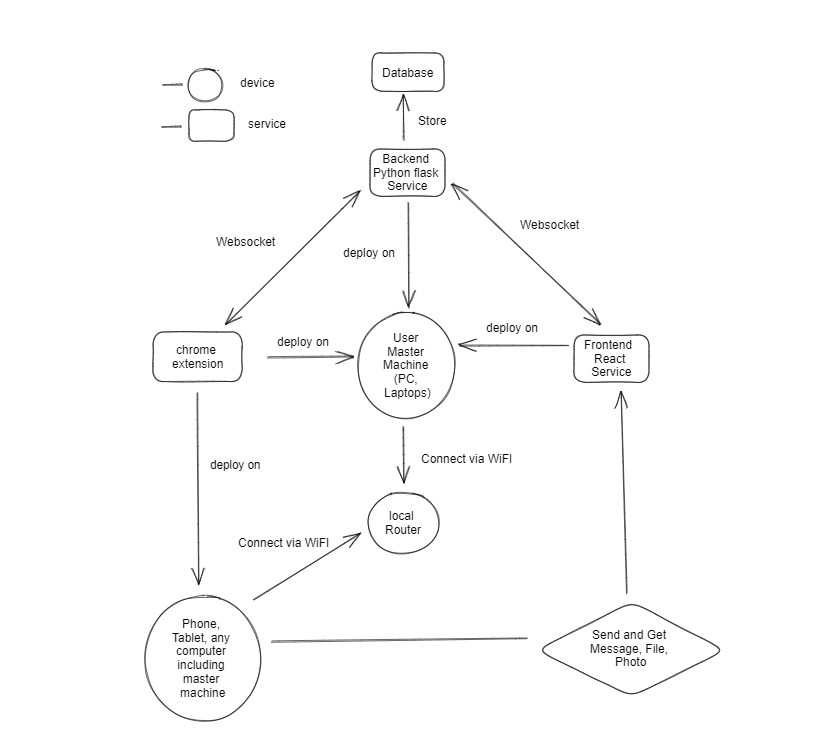 Database
device
Store
service
Backend
Python flask
Service
Websocket
Websocket
deploy on
chrome
extension
deploy on
User
Master
Machine
(PC,
Laptops)
deploy on
Frontend
React
Service
Connect via WiFI
deploy on
local
Router
Connect via WiFI
Phone,
Tablet, any
computer
including
master
machine
Send and Get
Message, File,
Photo